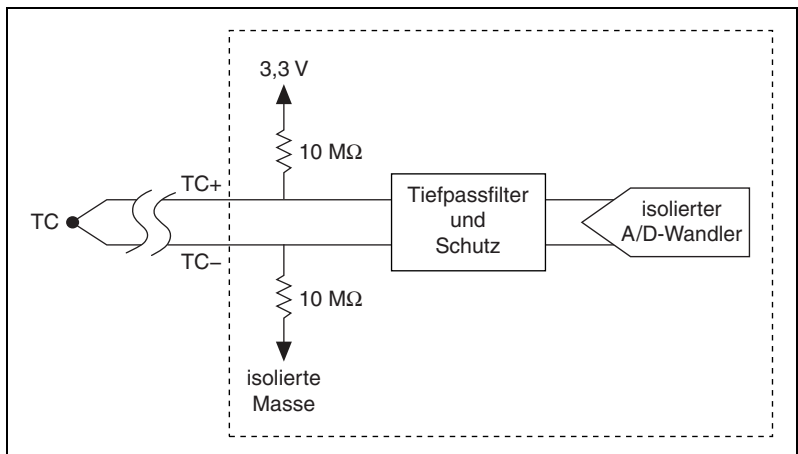 3,3 V
10 MΩ
TC+
TC
TC−
10 MΩ
isolierte
Masse
Tiefpassfilter
und
Schutz
isolierter
A/D-Wandler